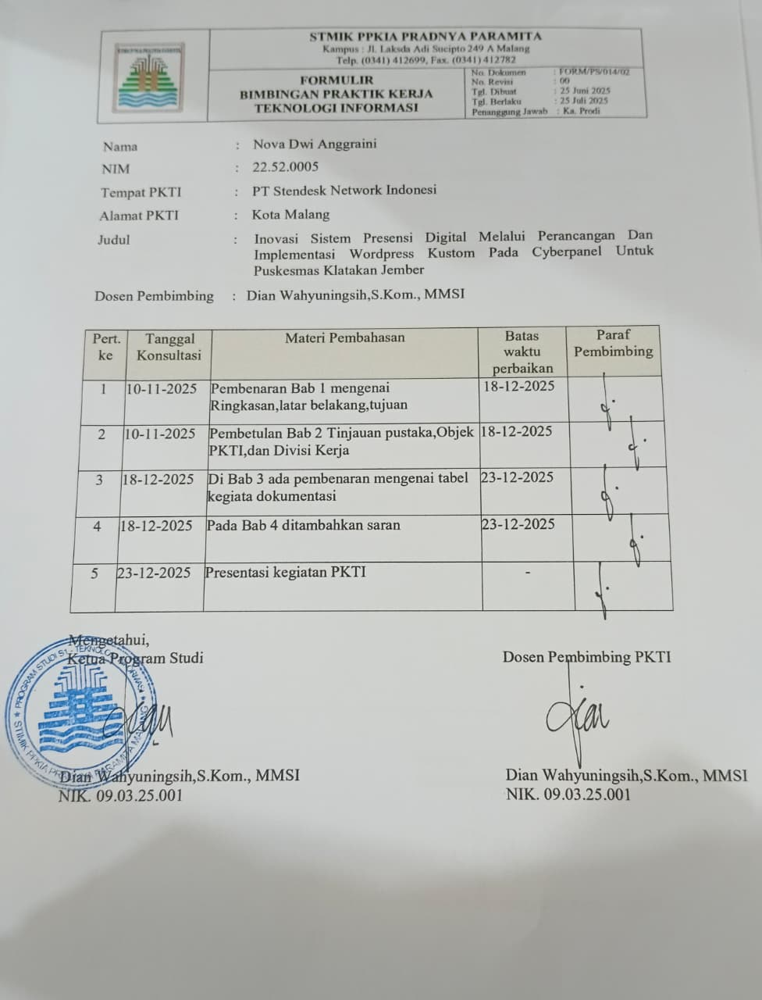 STMIK PPKIA PRADNYA PARAMITA
Kampus : Jl. Laksda Adi Sucipto 249 A Malang
Telp. (0341) 412699, Fax. (0341) 412782
FORMULIR
BIMBINGAN PRAKTIK KERJA
TEKNOLOGI INFORMASI
No. Dokumen : FORM/PS/014/02
No. Revisi : 00
Tgl. Dibuat : 25 Juni 2025
Tgl. Berlaku : 25 Juli 2025
Penanggung Jawab : Ka. Prodi
Nama : Nova Dwi Anggraini
NIM : 22.52.0005
Tempat PKTI : PT Stendesk Network Indonesi
Alamat PKTI : Kota Malang
Judul : Inovasi Sistem Presensi Digital Melalui Perancangan Dan
Implementasi Wordpress Kustom Pada Cyberpanel Untuk
Puskesmas Klatakan Jember
Dosen Pembimbing : Dian Wahyuningsih,S.Kom., MMSI
Pert. ke Tanggal Konsultasi Materi Pembahasan Batas waktu perbaikan Paraf Pembimbing
1 10-11-2025 Pembenaran Bab 1 mengenai 18-12-2025
Ringkasan,latar belakang,tujuan
2 10-11-2025 Pembetulan Bab 2 Tinjauan pustaka,Objek 18-12-2025
PKTI,dan Divisi Kerja
3 18-12-2025 Di Bab 3 ada pembenaran mengenai tabel 23-12-2025
kegiata dokumentasi
4 18-12-2025 Pada Bab 4 ditambahkan saran 23-12-2025
5 23-12-2025 Presentasi kegiatan PKTI -
Mengetahui,
Ketua Program Studi
Dosen Pembimbing PKTI
PROGRAM STUDI S1 - TEKNOLOGI INFORMASI
STIMIK PPKIA PRADNYA PARAMITA MALANG
Dian Wahyuningsih,S.Kom., MMSI
NIK. 09.03.25.001
Dian Wahyuningsih,S.Kom., MMSI
NIK. 09.03.25.001